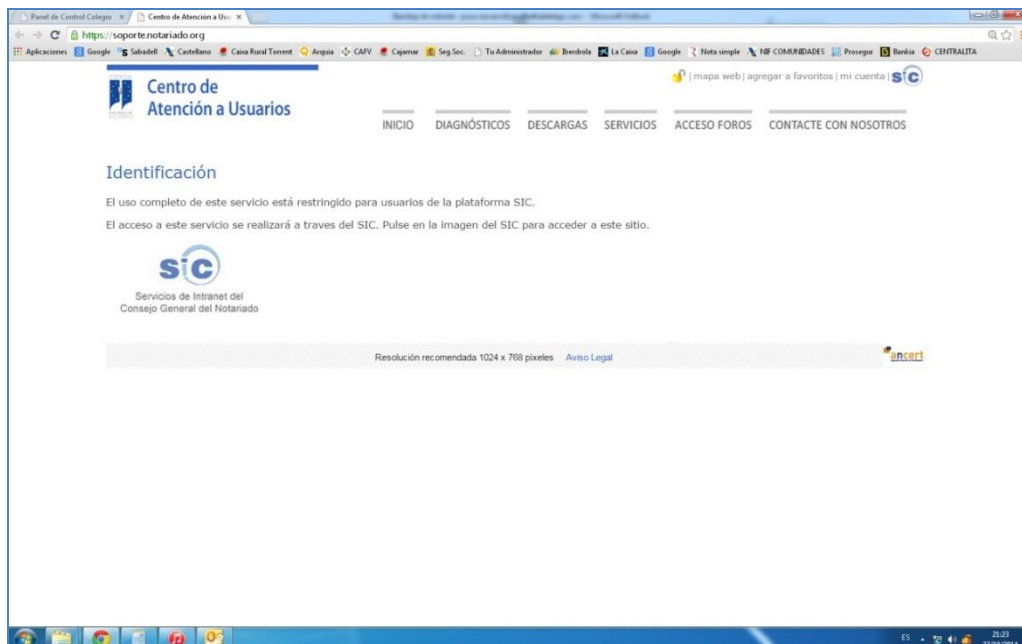 Panel de Control Colegio
Centro de Atención a Usu
https://soporte.notariado.org
Aplicaciones Google Sabadell Castellano Caixa Rural Torrent Arquia CAFV Cajamar Seg.Soc. Tu Administrador Iberdrola La Caixa Google Nota simple NIF COMUNIDADES Prosegur Bankia CENTRALITA
| mapa web | agregar a favoritos | mi cuenta | sic
Centro de
Atención a Usuarios
INICIO DIAGNÓSTICOS DESCARGAS SERVICIOS ACCESO FOROS CONTACTE CON NOSOTROS
Identificación
El uso completo de este servicio está restringido para usuarios de la plataforma SIC.
El acceso a este servicio se realizará a traves del SIC. Pulse en la imagen del SIC para acceder a este sitio.
sic
Servicios de Intranet del
Consejo General del Notariado
Resolución recomendada 1024 x 768 píxeles Aviso Legal
ancert
ES 21:23